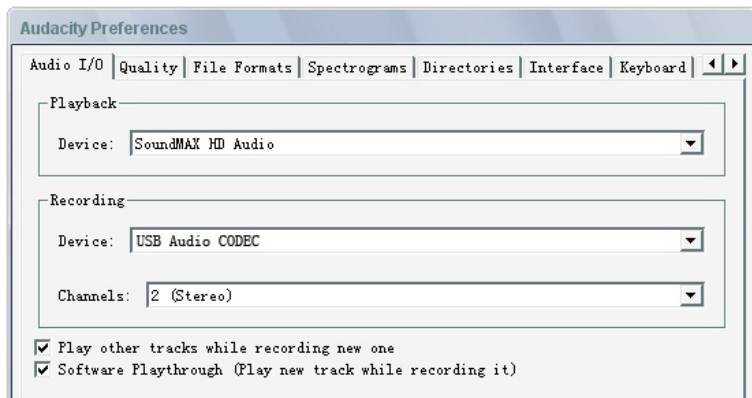 Audacity Preferences
Audio I/O Quality File Formats Spectrograms Directories Interface Keyboard
Playback
Device: SoundMAX HD Audio
Recording
Device: USB Audio CODEC
Channels: 2 (Stereo)
Play other tracks while recording new one
Software Playthrough (Play new track while recording it)